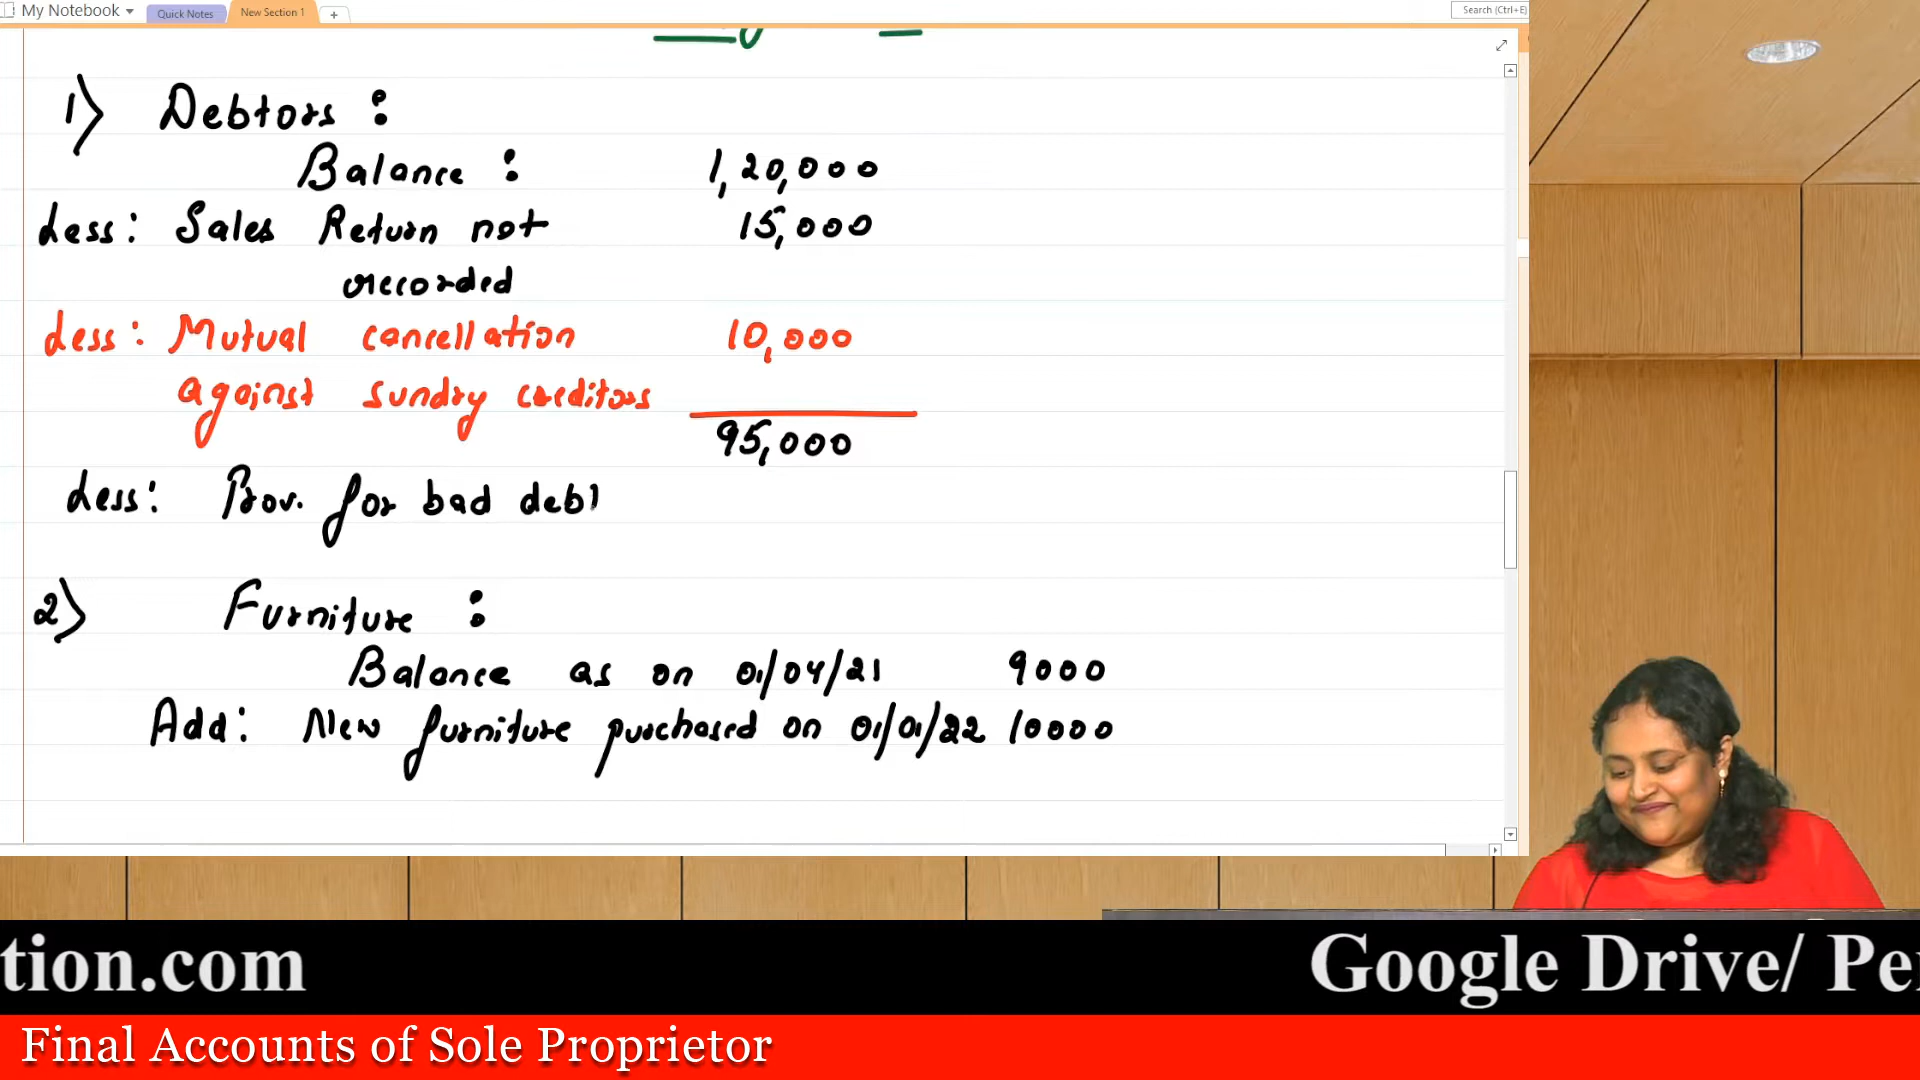 My Notebook
Quick Notes
New Section 1
+
Search (Ctrl+E)
1) Debtors :
Balance : 1,20,000
Less: Sales Return not 15,000
recorded
Less: Mutual cancellation 10,000
against sundry creditors
95,000
Less: Prov. for bad deb
2) Furniture :
Balance as on 01/04/21 9000
Add: New furniture purchased on 01/01/22 10000
tion.com Google Drive/ Pe
Final Accounts of Sole Proprietor